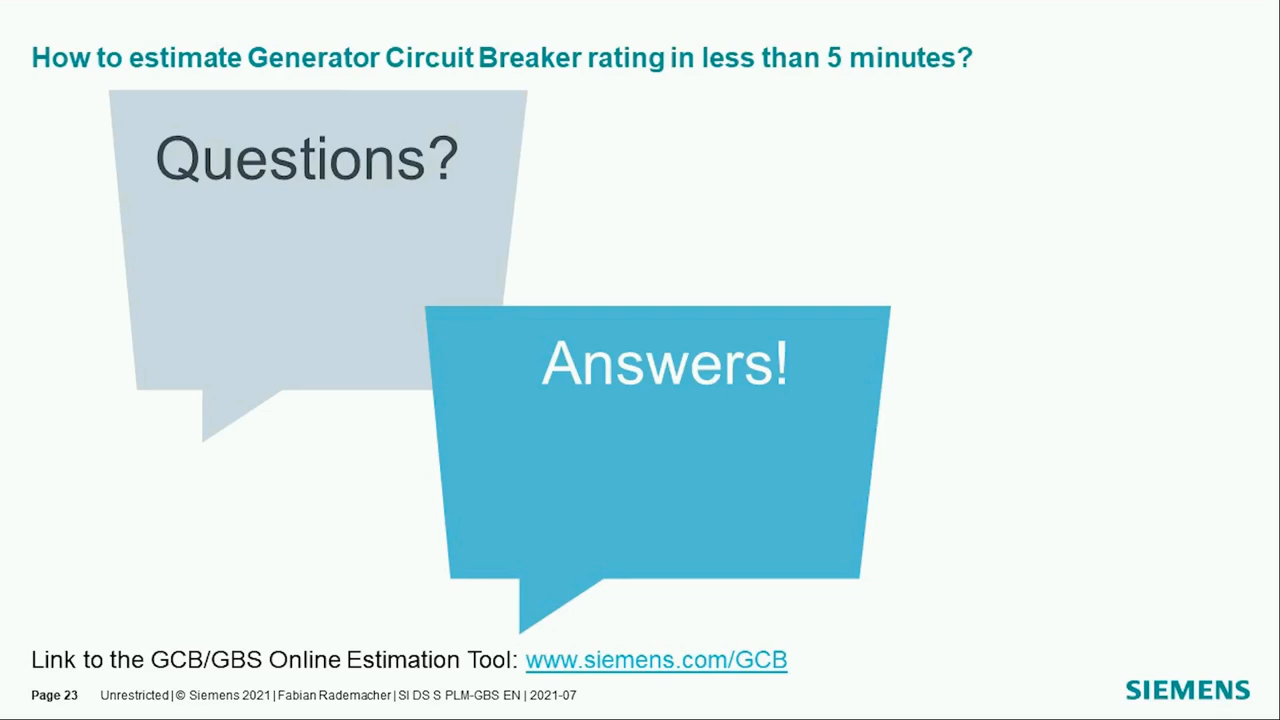 How to estimate Generator Circuit Breaker rating in less than 5 minutes?
Questions?
Answers!
Link to the GCB/GBS Online Estimation Tool: www.siemens.com/GCB
Page 23 Unrestricted | © Siemens 2021 | Fabian Rademacher | SI DS S PLM-GBS EN | 2021-07
SIEMENS